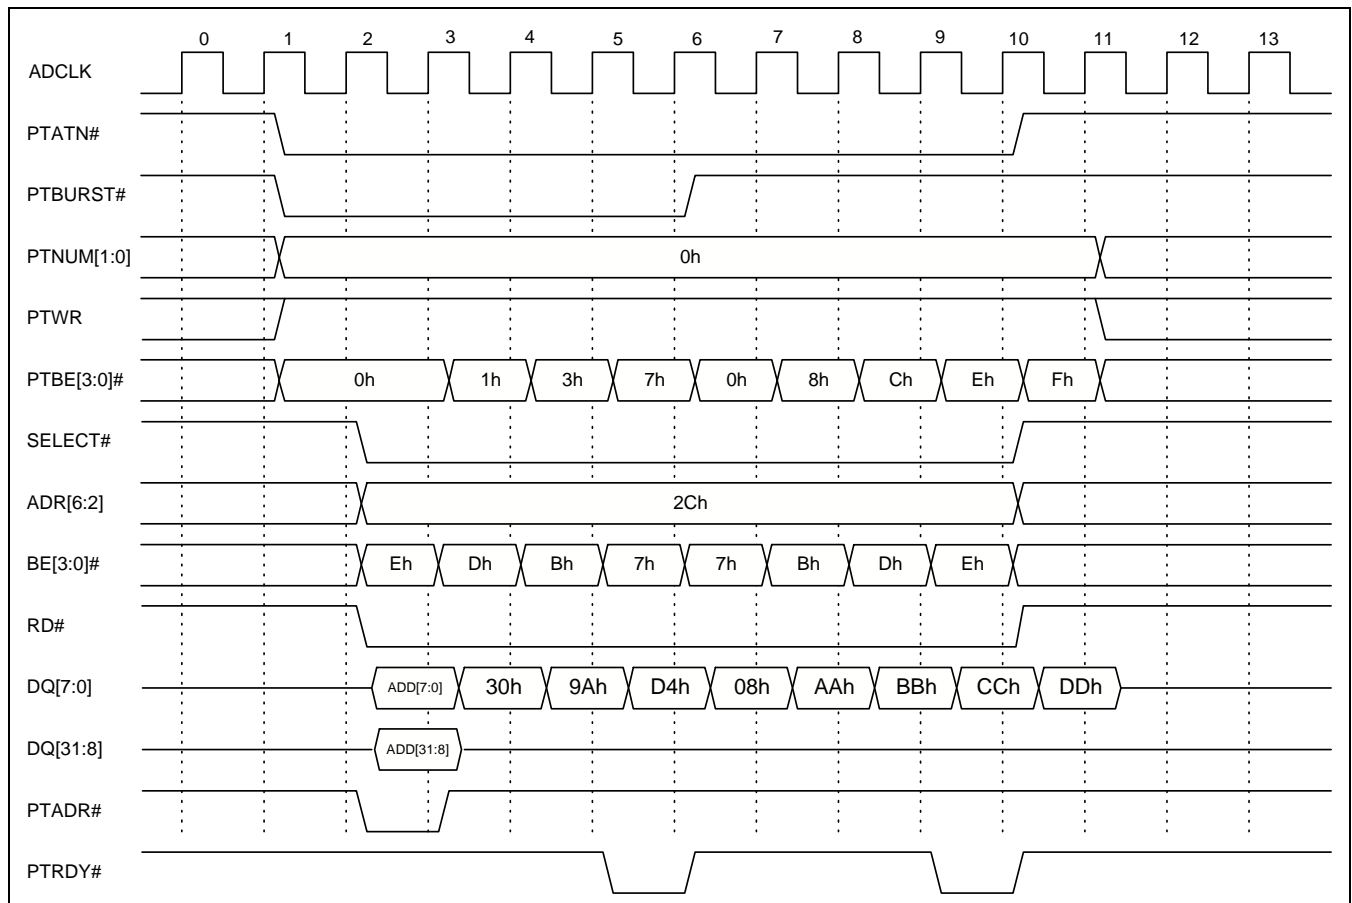 0 1 2 3 4 5 6 7 8 9 10 11 12 13
ADCLK
PTATN#
PTBURST#
PTNUM[1:0] 0h
PTWR
PTBE[3:0]# 0h 1h 3h 7h 0h 8h Ch Eh Fh
SELECT#
ADR[6:2] 2Ch
BE[3:0]# Eh Dh Bh 7h 7h Bh Dh Eh
RD#
DQ[7:0] ADD[7:0] 30h 9Ah D4h 08h AAh BBh CCh DDh
DQ[31:8] ADD[31:8]
PTADR#
PTRDY#